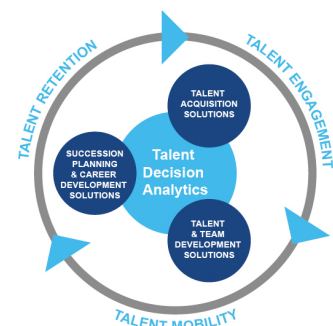 TALENT RETENTION
TALENT ENGAGEMENT
TALENT
ACQUISITION
SOLUTIONS
SUCCESSION
PLANNING
& CAREER
DEVELOPMENT
SOLUTIONS
Talent
Decision
Analytics
TALENT
& TEAM
DEVELOPMENT
SOLUTIONS
TALENT MOBILITY